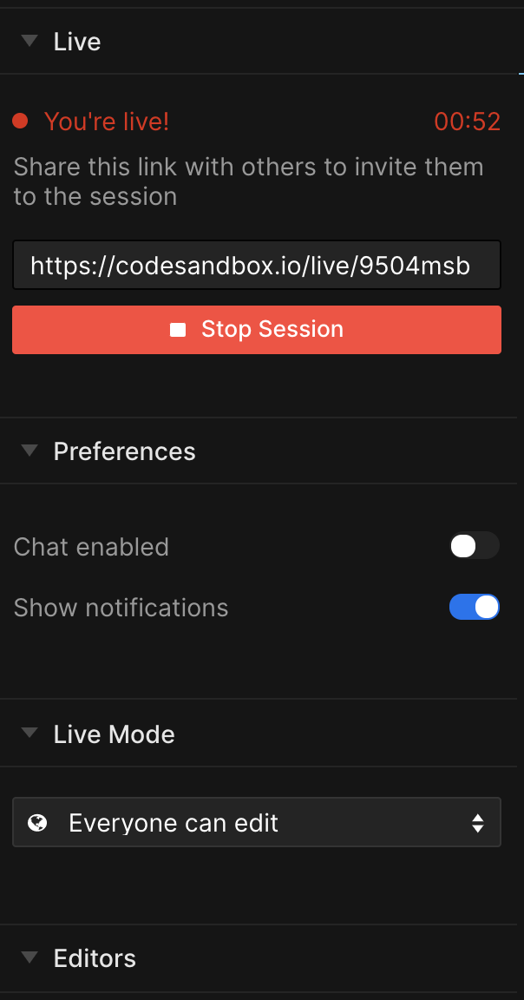 Live
You're live! 00:52
Share this link with others to invite them
to the session
https://codesandbox.io/live/9504msb
Stop Session
Preferences
Chat enabled
Show notifications
Live Mode
Everyone can edit
Editors